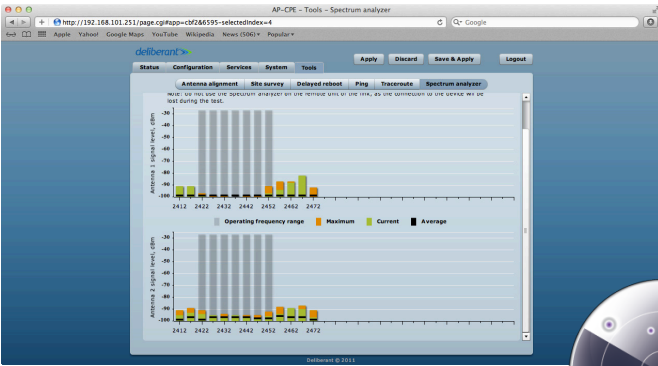 AP-CPE - Tools - Spectrum analyzer
http://192.168.101.251/page.cgi#app=cbf2&6595-selectedIndex=4
Q- Google
Apple Yahoo! Google Maps YouTube Wikipedia News (506) Popular
deliberant
Apply Discard Save & Apply Logout
Status Configuration Services System Tools
Antenna alignment Site survey Delayed reboot Ping Traceroute Spectrum analyzer
Note: Do not use the Spectrum analyzer on the remote unit of the link, as the connection to the device will be
lost during the test.
Antenna 1 signal level, dBm
-30
-40
-50
-60
-70
-80
-90
-100
2412 2422 2432 2442 2452 2462 2472
Operating frequency range Maximum Current Average
Antenna 2 signal level, dBm
-30
-40
-50
-60
-70
-80
-90
-100
2412 2422 2432 2442 2452 2462 2472
Deliberant © 2011